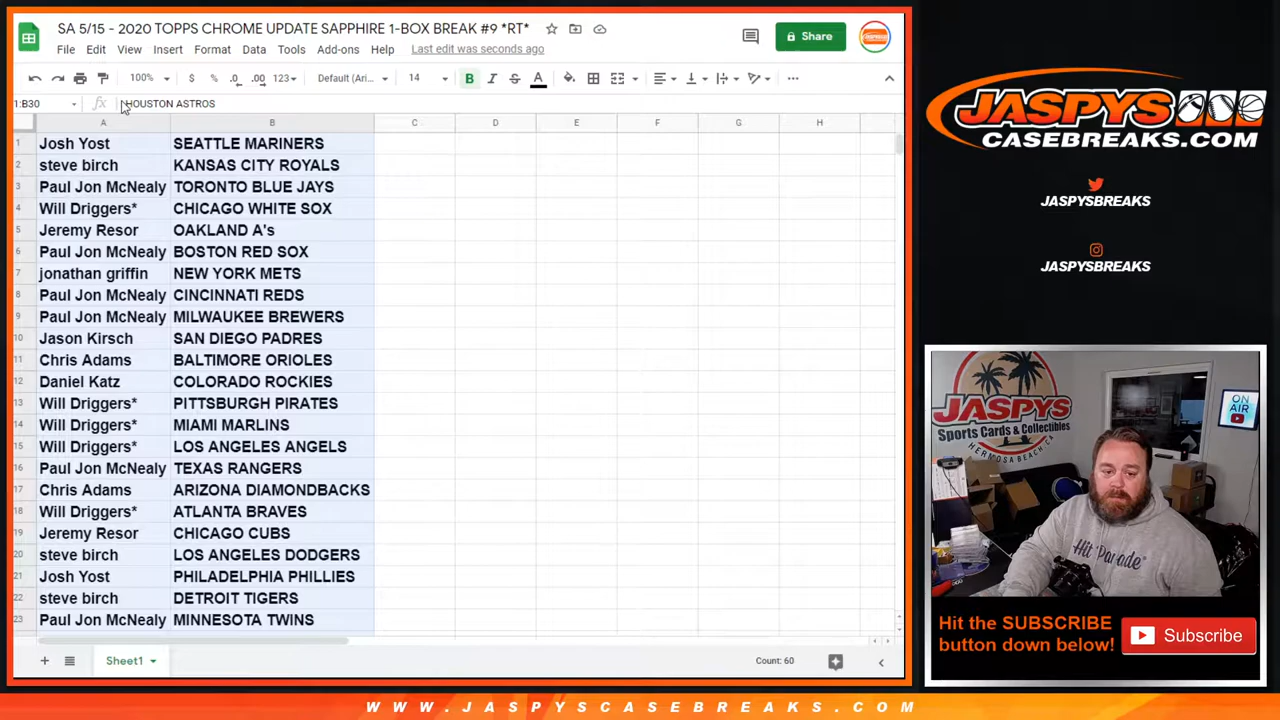 SA 5/15 - 2020 TOPPS CHROME UPDATE SAPPHIRE 1-BOX BREAK #9 *RT*
File Edit View Insert Format Data Tools Add-ons Help Last edit was seconds ago
Share
100% $ % .0 .00 123 Default (Ari... 14 B I S A
1:B30 fx HOUSTON ASTROS
A B C D E F G H
1 Josh Yost SEATTLE MARINERS
2 steve birch KANSAS CITY ROYALS
3 Paul Jon McNealy TORONTO BLUE JAYS
4 Will Driggers* CHICAGO WHITE SOX
5 Jeremy Resor OAKLAND A's
6 Paul Jon McNealy BOSTON RED SOX
7 jonathan griffin NEW YORK METS
8 Paul Jon McNealy CINCINNATI REDS
9 Paul Jon McNealy MILWAUKEE BREWERS
10 Jason Kirsch SAN DIEGO PADRES
11 Chris Adams BALTIMORE ORIOLES
12 Daniel Katz COLORADO ROCKIES
13 Will Driggers* PITTSBURGH PIRATES
14 Will Driggers* MIAMI MARLINS
15 Will Driggers* LOS ANGELES ANGELS
16 Paul Jon McNealy TEXAS RANGERS
17 Chris Adams ARIZONA DIAMONDBACKS
18 Will Driggers* ATLANTA BRAVES
19 Jeremy Resor CHICAGO CUBS
20 steve birch LOS ANGELES DODGERS
21 Josh Yost PHILADELPHIA PHILLIES
22 steve birch DETROIT TIGERS
23 Paul Jon McNealy MINNESOTA TWINS
Sheet1
Count: 60
JASPYS
CASEBREAKS.COM
JASPYSBREAKS
JASPYSBREAKS
JASPYS
Sports Cards & Collectibles
HERMOSA BEACH, CA
ON
AIR
Hit Parade
Hit the SUBSCRIBE
button down below!
Subscribe
WWW.JASPYSCASEBREAKS.COM